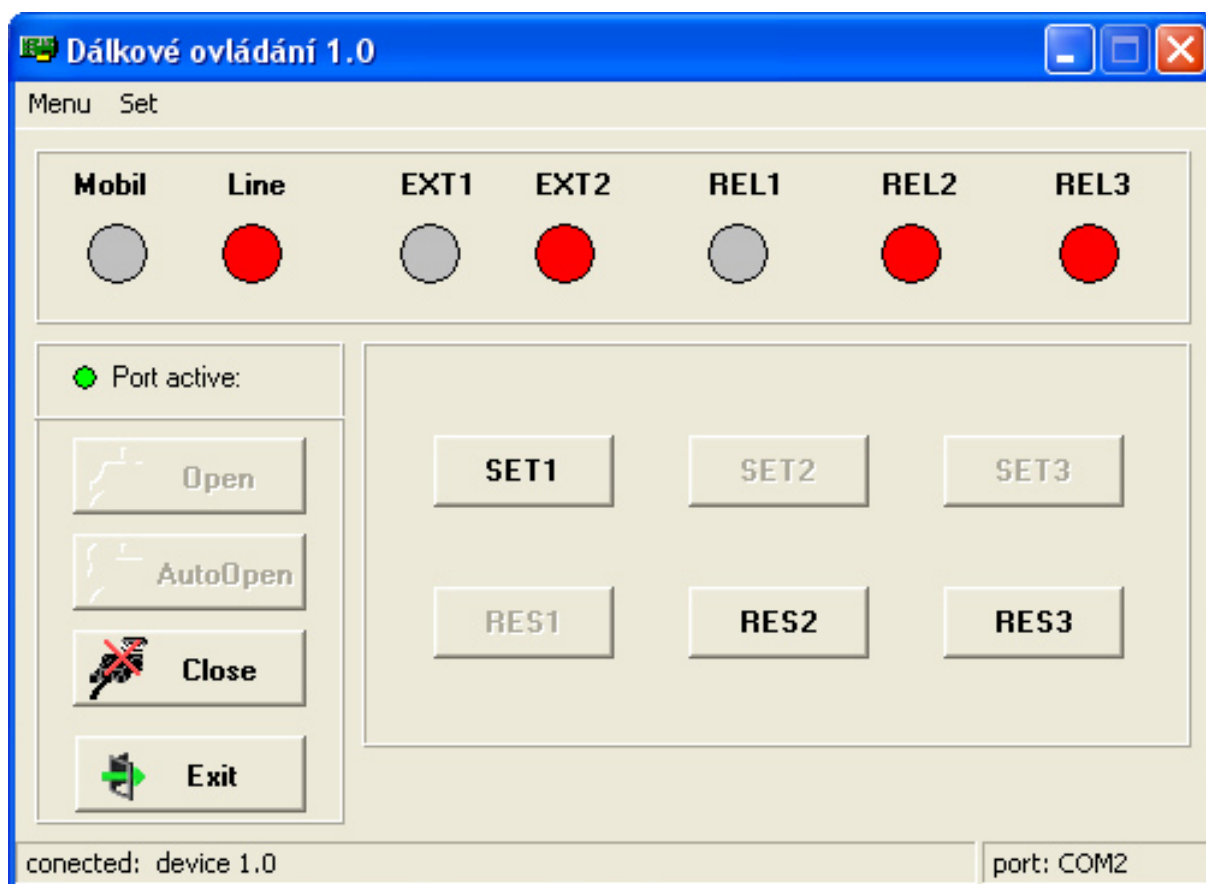 Dálkové ovládání 1.0
Menu Set
Mobil Line EXT1 EXT2 REL1 REL2 REL3
Port active:
Open
AutoOpen
Close
Exit
SET1 SET2 SET3
RES1 RES2 RES3
conected: device 1.0
port: COM2